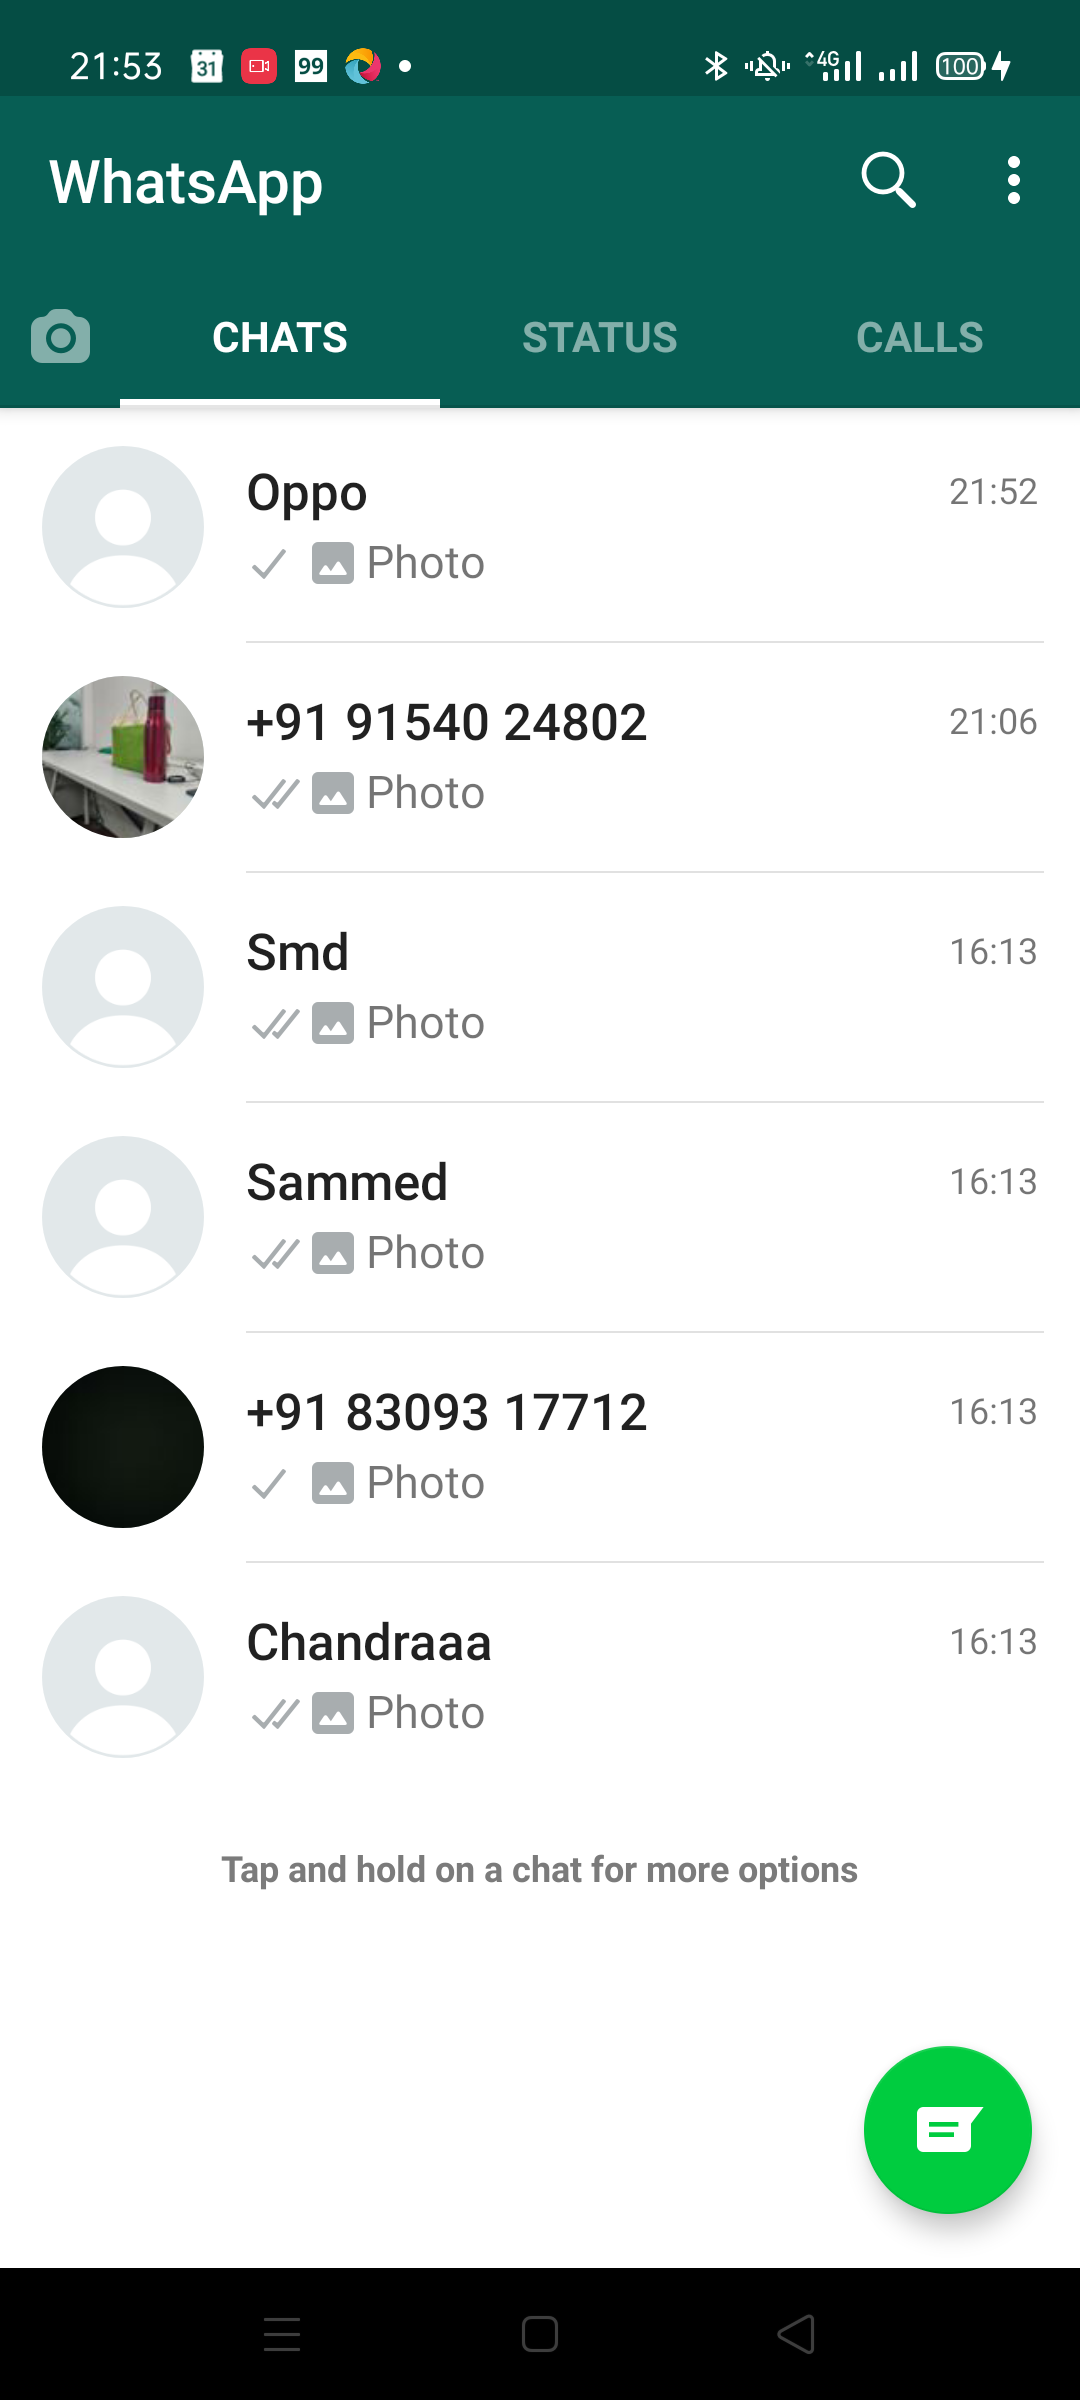 21:53 31 99 4G 100
WhatsApp
CHATS STATUS CALLS
Oppo 21:52
Photo
+91 91540 24802 21:06
Photo
Smd 16:13
Photo
Sammed 16:13
Photo
+91 83093 17712 16:13
Photo
Chandraaa 16:13
Photo
Tap and hold on a chat for more options